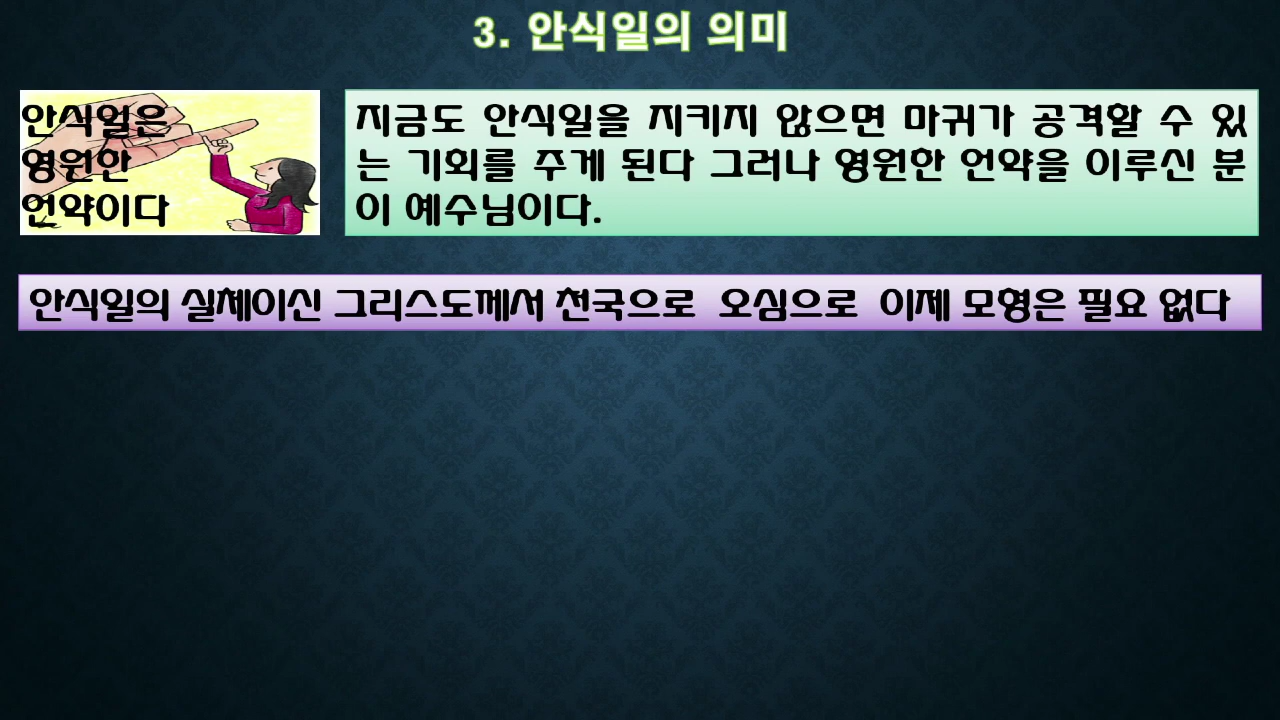 3. 안식일의 의미
안식일은
영원한
언약이다
지금도 안식일을 지키지 않으면 마귀가 공격할 수 있
는 기회를 주게 된다 그러나 영원한 언약을 이루신 분
이 예수님이다.
안식일의 실체이신 그리스도께서 천국으로 오심으로 이제 모형은 필요 없다